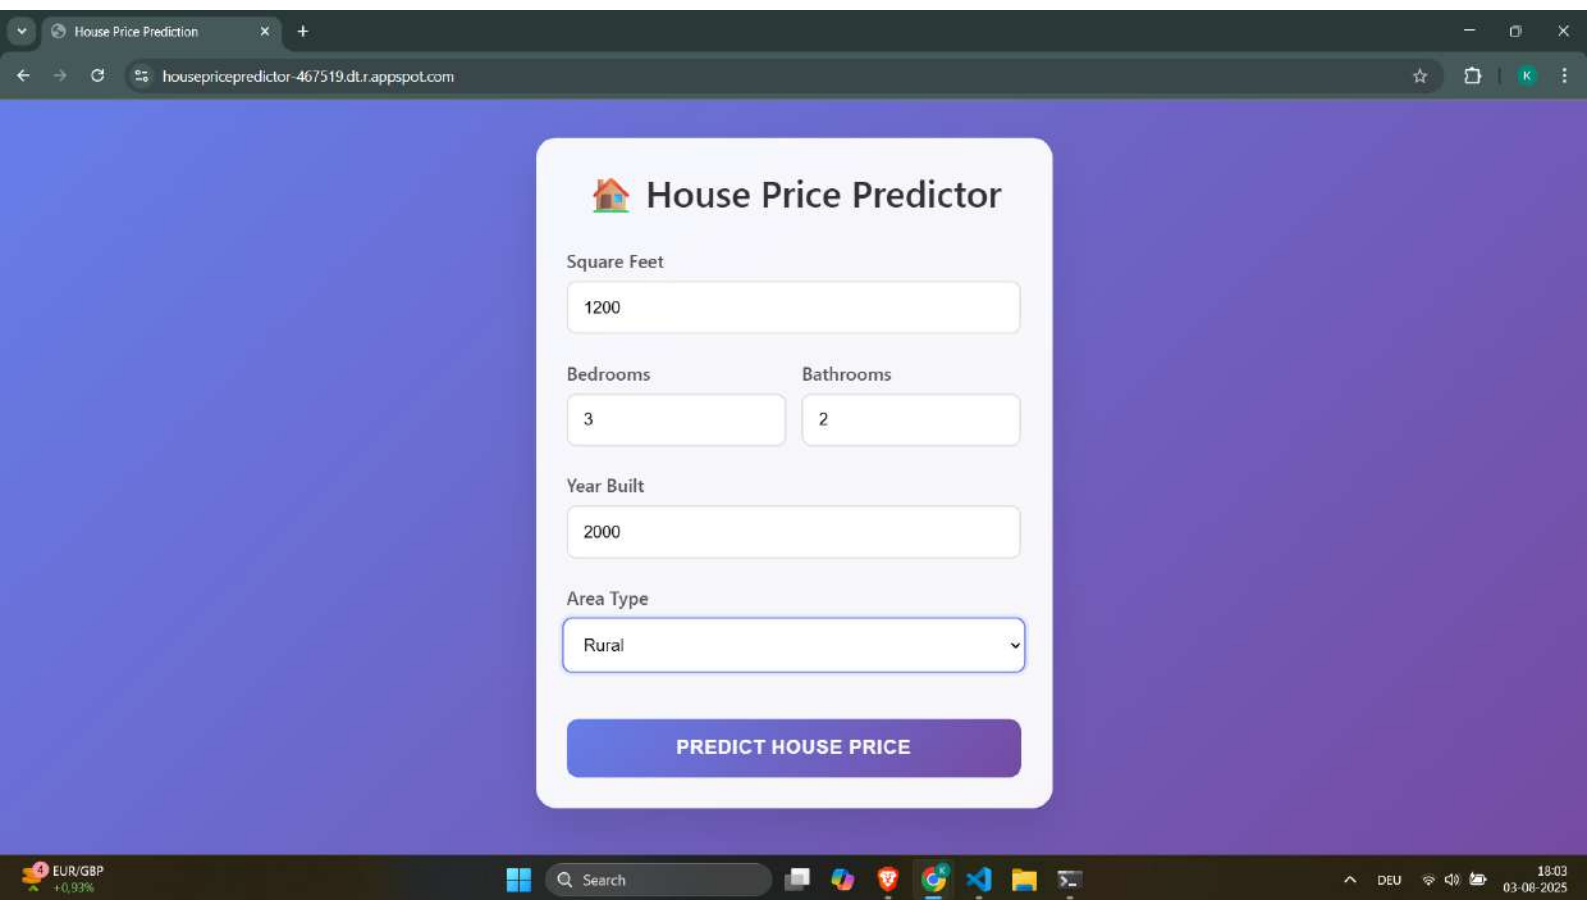 House Price Prediction
housepricepredictor-467519.dt.r.appspot.com
K
House Price Predictor
Square Feet
1200
Bedrooms Bathrooms
3 2
Year Built
2000
Area Type
Rural
PREDICT HOUSE PRICE
4 EUR/GBP
+0,93%
Search
K
DEU
18:03
03-08-2025